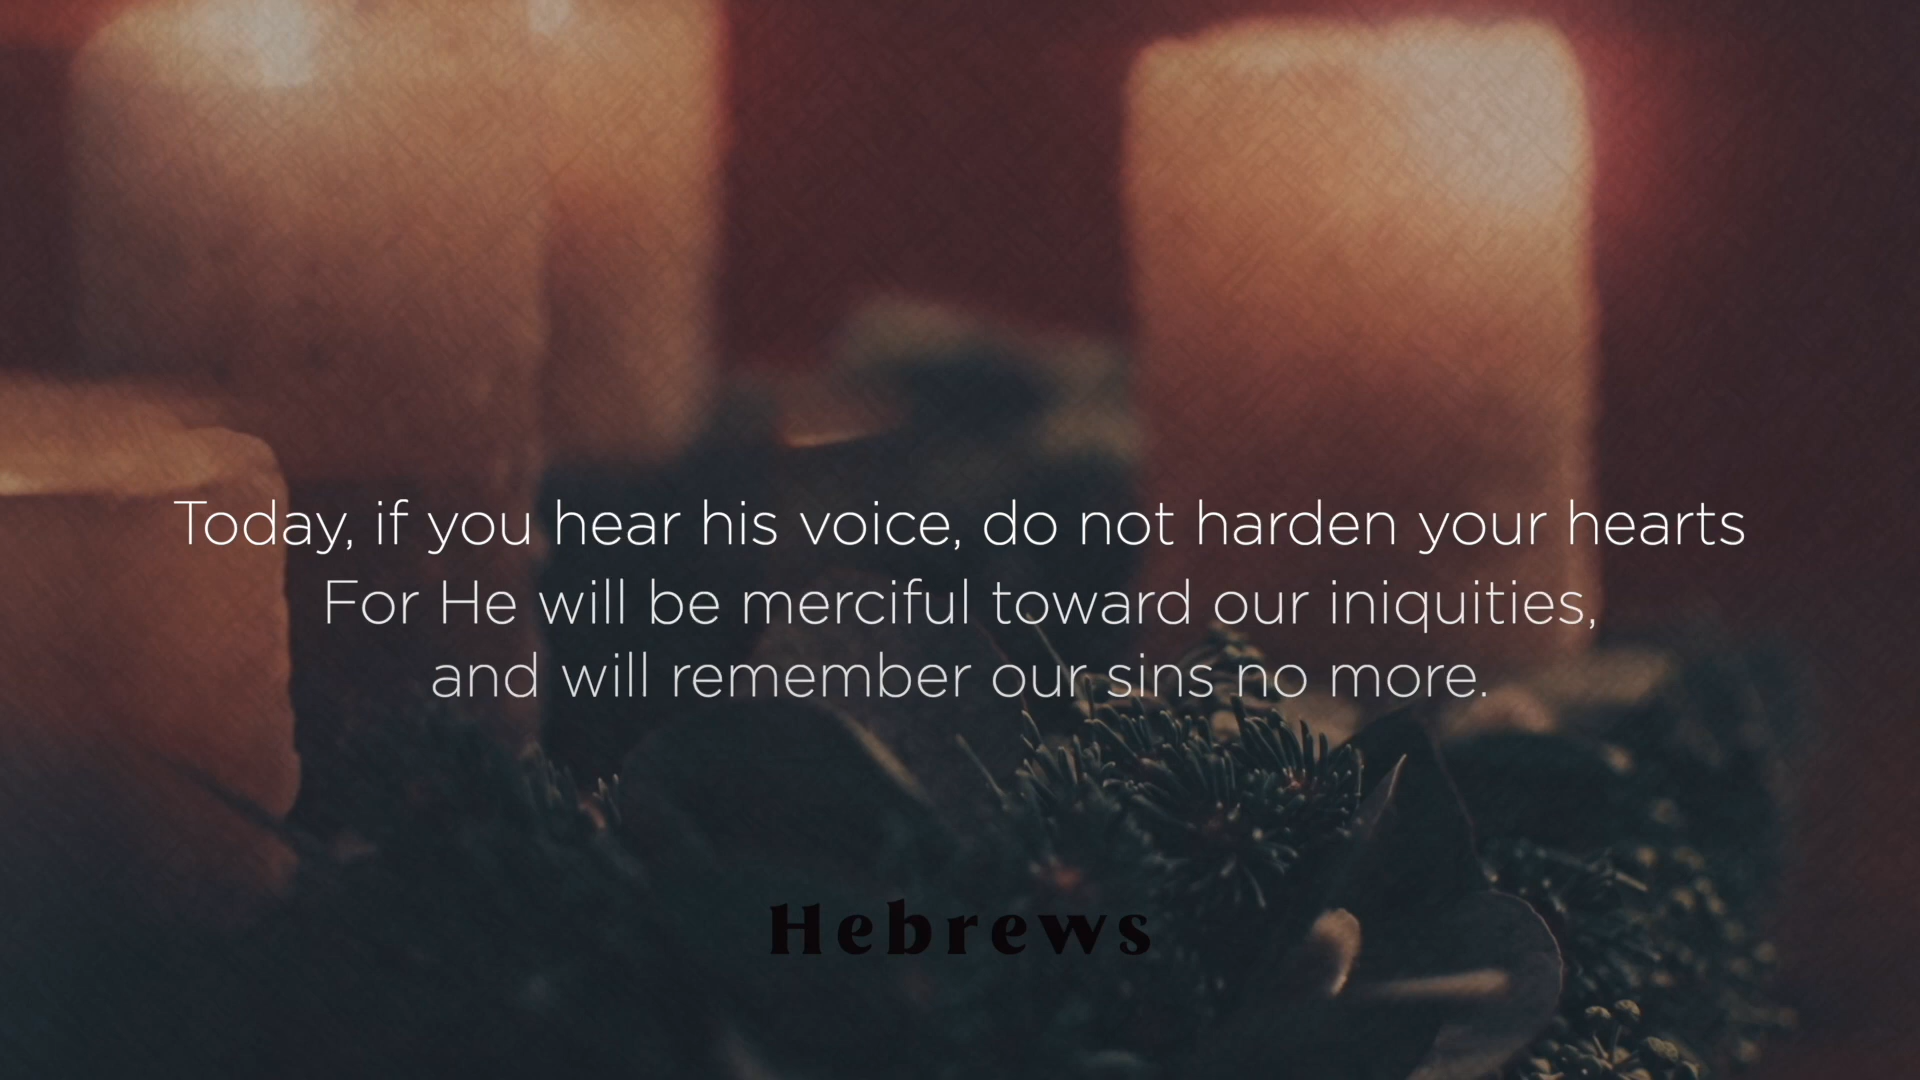 Today, if you hear his voice, do not harden your hearts
For He will be merciful toward our iniquities,
and will remember our sins no more.
Hebrews